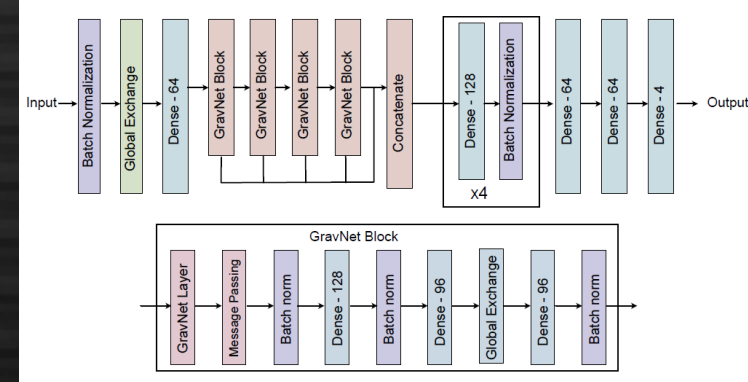 Input
Batch Normalization
Global Exchange
Dense - 64
GravNet Block
GravNet Block
GravNet Block
GravNet Block
Concatenate
Dense - 128
Batch Normalization
x4
Dense - 64
Dense - 64
Dense - 4
Output
GravNet Block
GravNet Layer
Message Passing
Batch norm
Dense - 128
Batch norm
Dense - 96
Global Exchange
Dense - 96
Batch norm